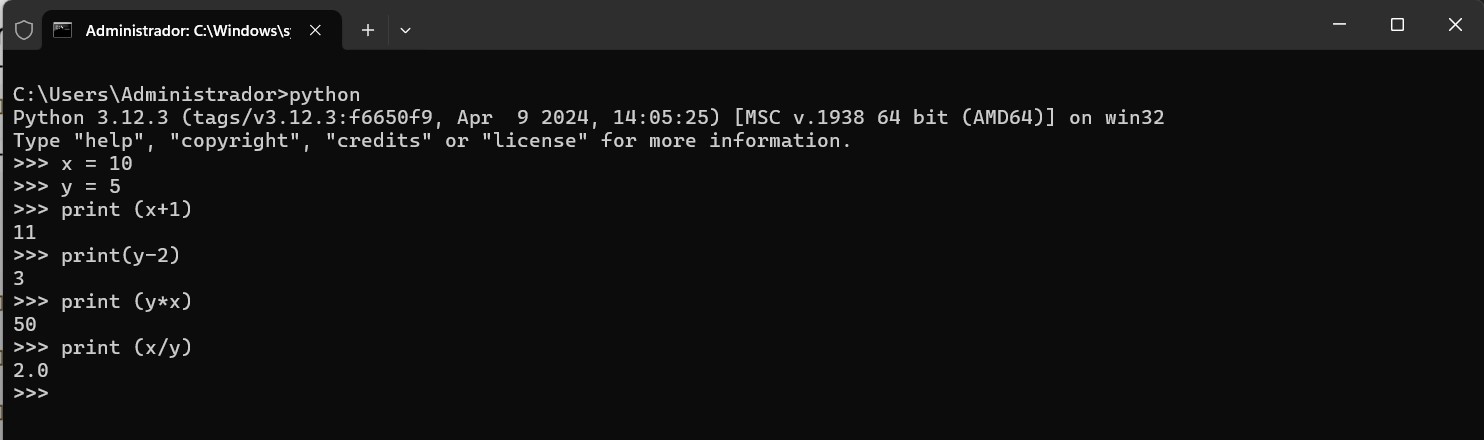 Administrador: C:\Windows\s
C:\Users\Administrador>python
Python 3.12.3 (tags/v3.12.3:f6650f9, Apr  9 2024, 14:05:25) [MSC v.1938 64 bit (AMD64)] on win32
Type "help", "copyright", "credits" or "license" for more information.
>>> x = 10
>>> y = 5
>>> print (x+1)
11
>>> print(y-2)
3
>>> print (y*x)
50
>>> print (x/y)
2.0
>>>